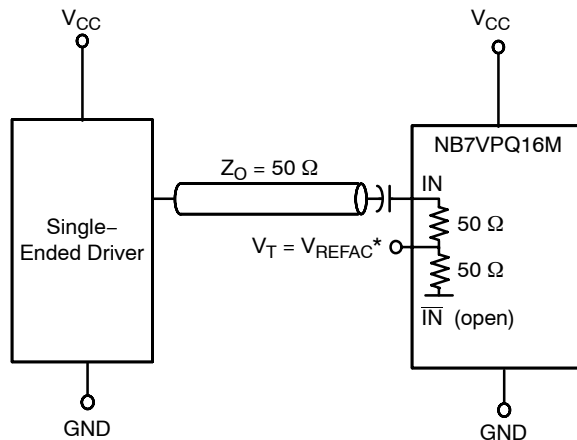 VCC
VCC
NB7VPQ16M
ZO = 50 Ω
IN
Single–
Ended Driver
50 Ω
VT = VREFAC*
50 Ω
IN (open)
GND
GND